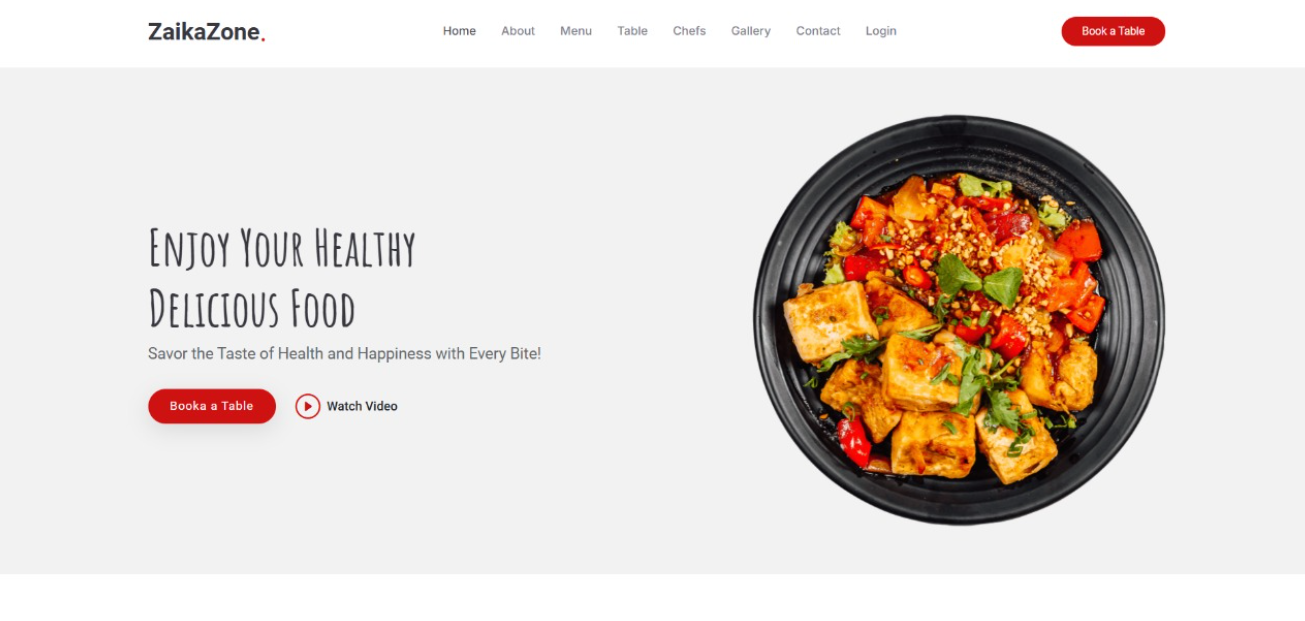 ZaikaZone.
Home About Menu Table Chefs Gallery Contact Login
Book a Table
Enjoy Your Healthy
Delicious Food
Savor the Taste of Health and Happiness with Every Bite!
Booka a Table
Watch Video